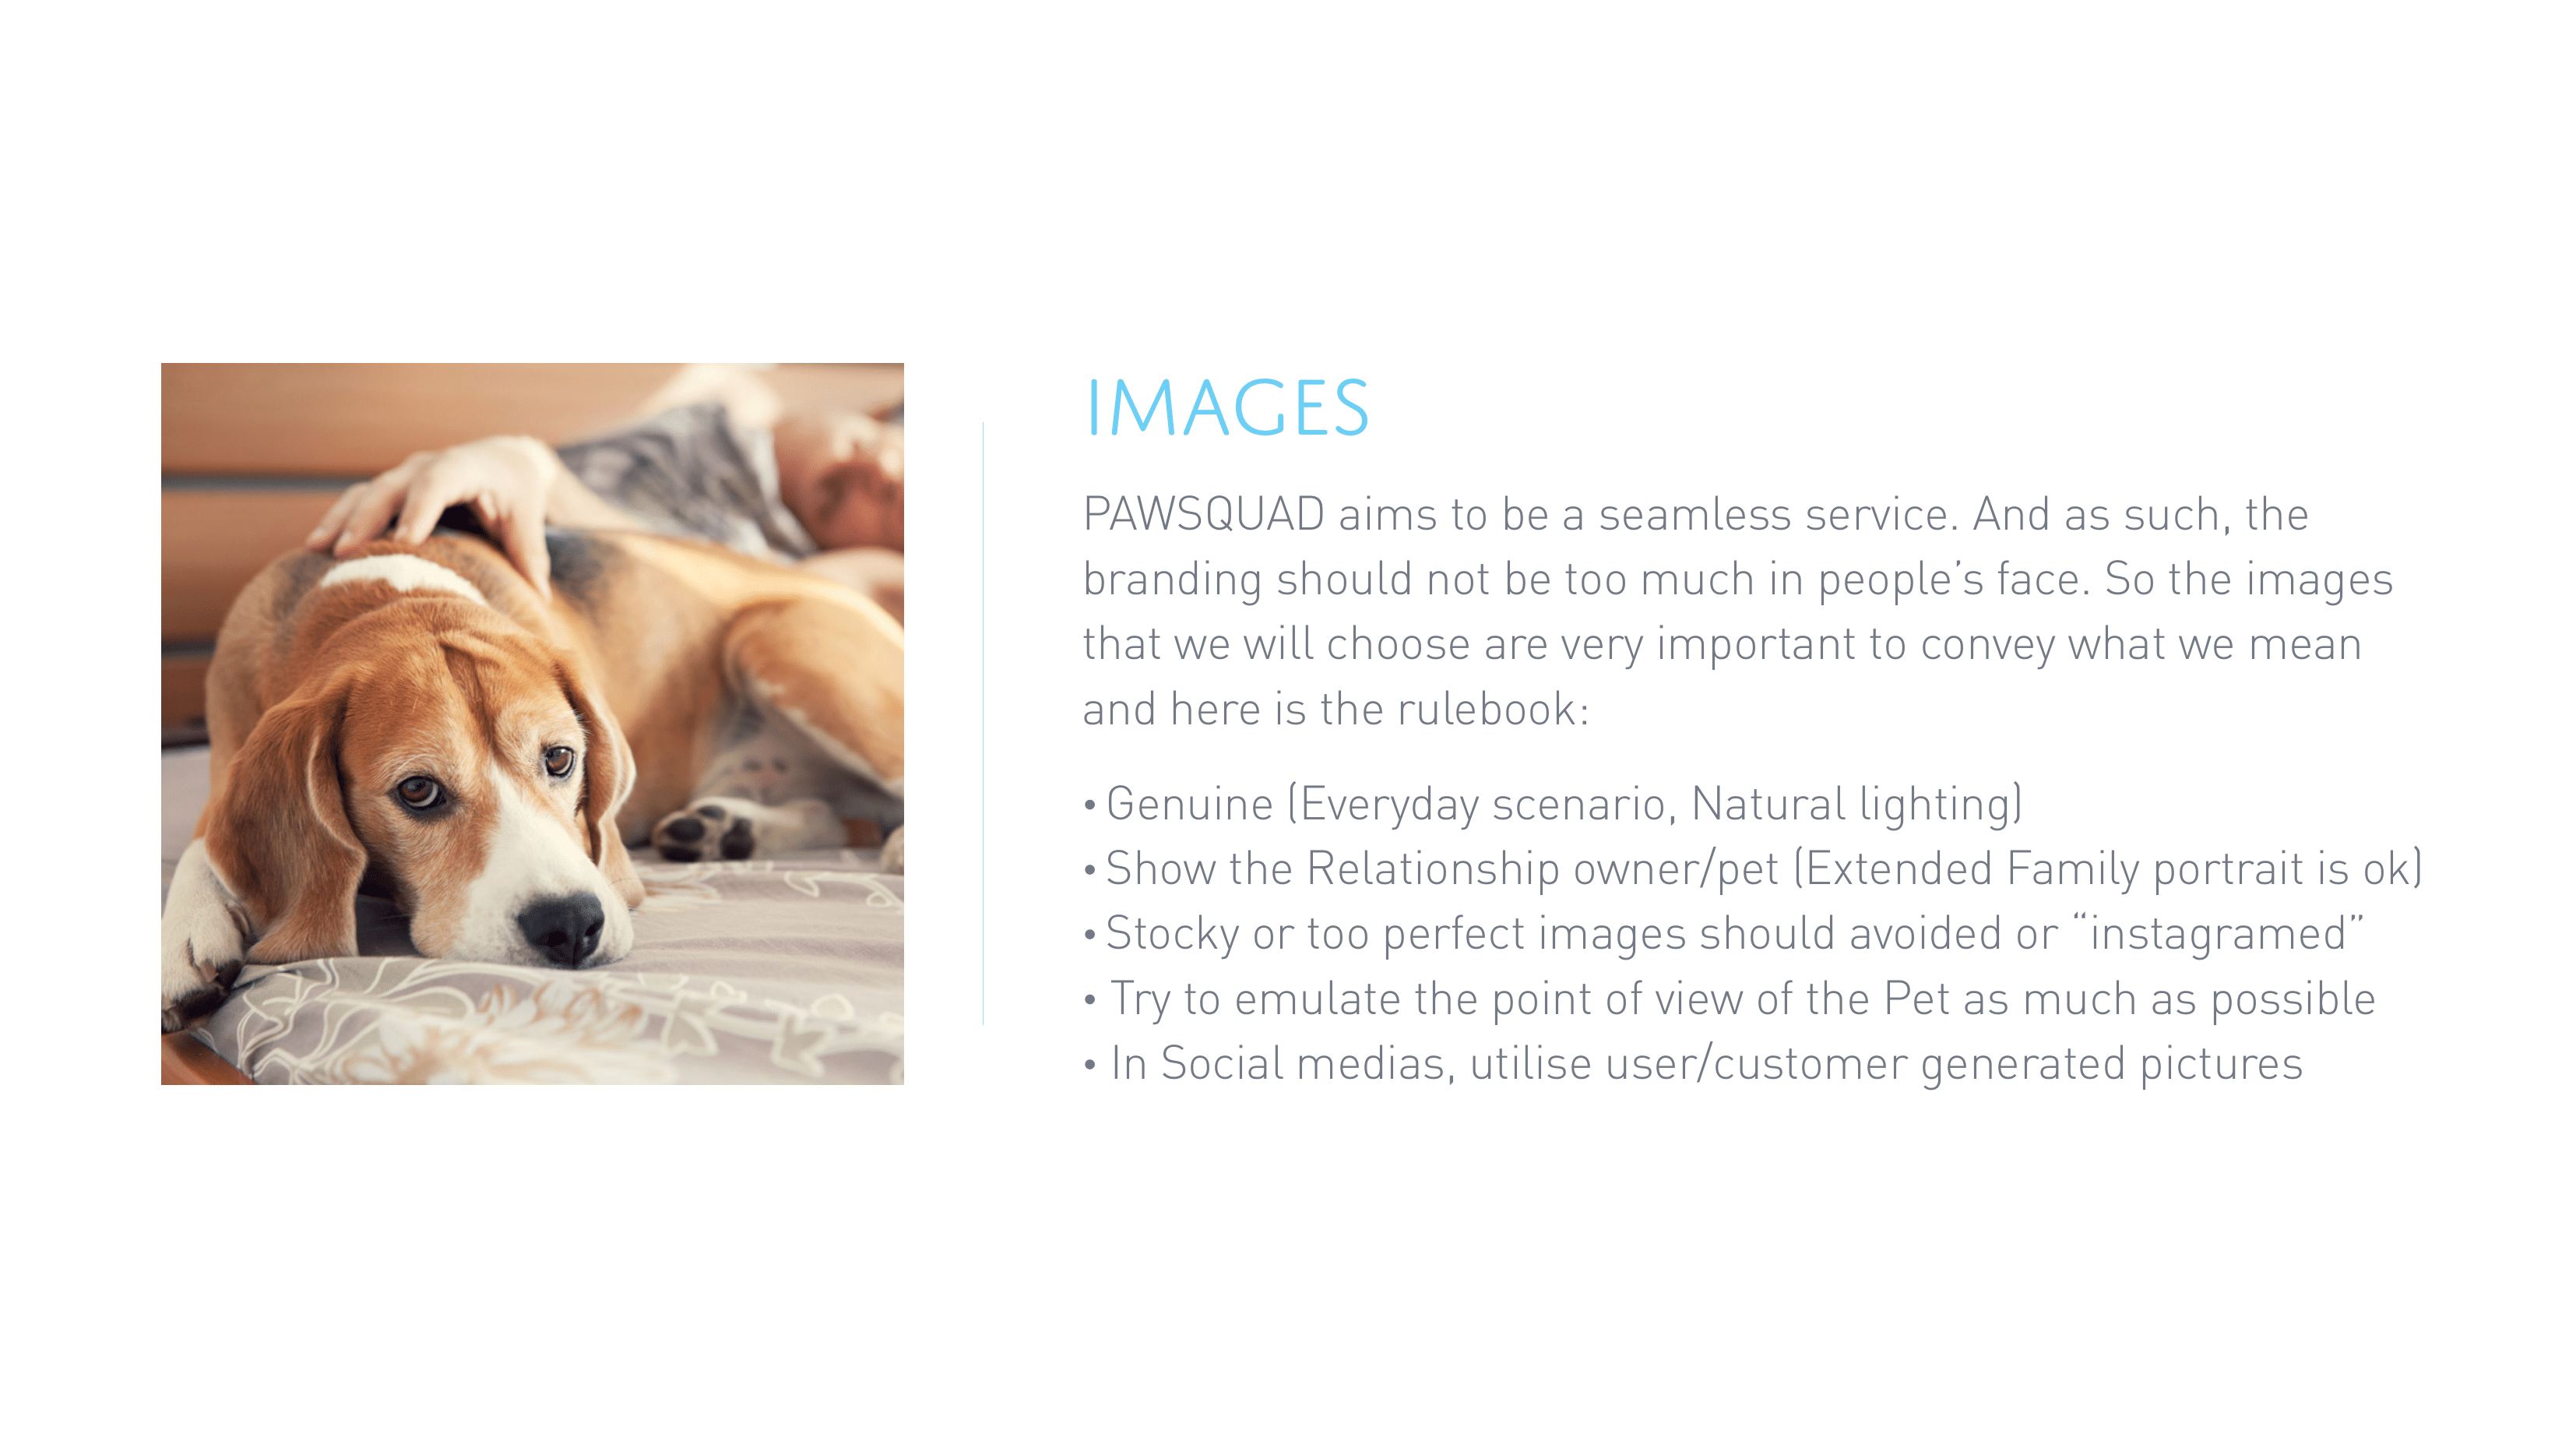 IMAGES
PAWSQUAD aims to be a seamless service. And as such, the
branding should not be too much in people’s face. So the images
that we will choose are very important to convey what we mean
and here is the rulebook:
• Genuine (Everyday scenario, Natural lighting)
• Show the Relationship owner/pet (Extended Family portrait is ok)
• Stocky or too perfect images should avoided or “instagramed”
• Try to emulate the point of view of the Pet as much as possible
• In Social medias, utilise user/customer generated pictures